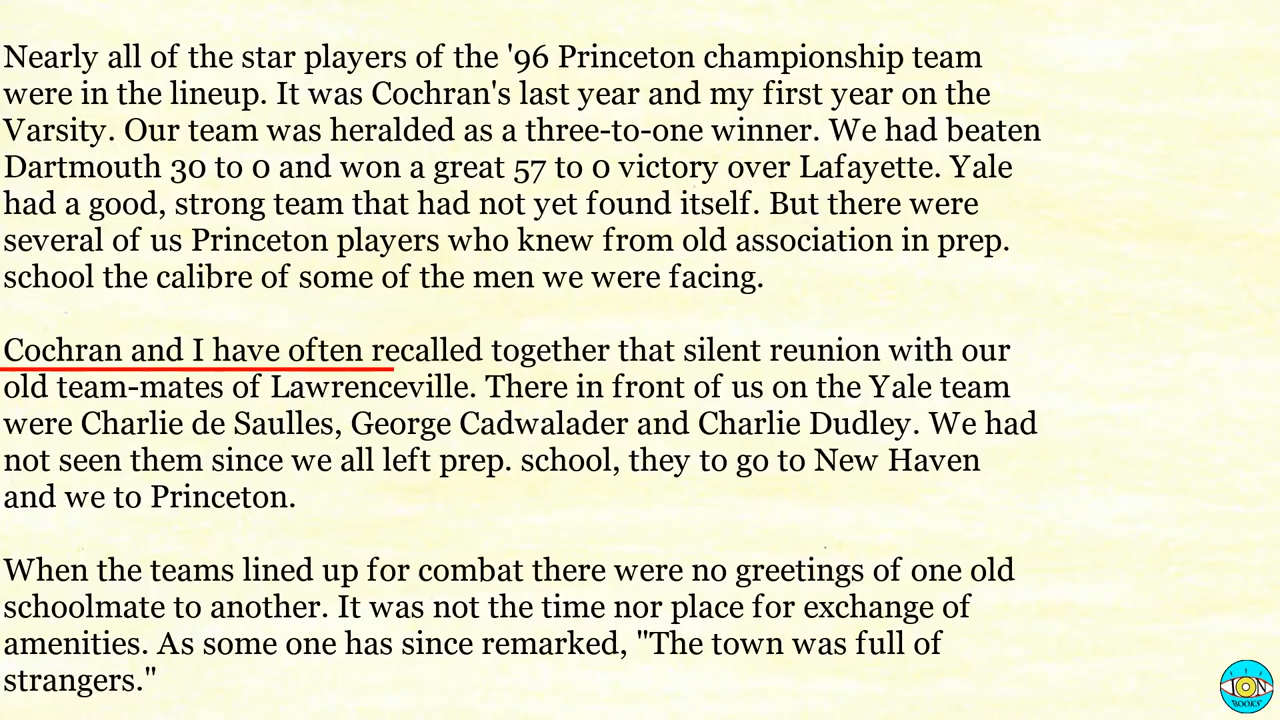 Nearly all of the star players of the '96 Princeton championship team
were in the lineup. It was Cochran's last year and my first year on the
Varsity. Our team was heralded as a three-to-one winner. We had beaten
Dartmouth 30 to 0 and won a great 57 to 0 victory over Lafayette. Yale
had a good, strong team that had not yet found itself. But there were
several of us Princeton players who knew from old association in prep.
school the calibre of some of the men we were facing.
Cochran and I have often recalled together that silent reunion with our
old team-mates of Lawrenceville. There in front of us on the Yale team
were Charlie de Saulles, George Cadwalader and Charlie Dudley. We had
not seen them since we all left prep. school, they to go to New Haven
and we to Princeton.
When the teams lined up for combat there were no greetings of one old
schoolmate to another. It was not the time nor place for exchange of
amenities. As some one has since remarked, "The town was full of
strangers."
ION
BOOKS